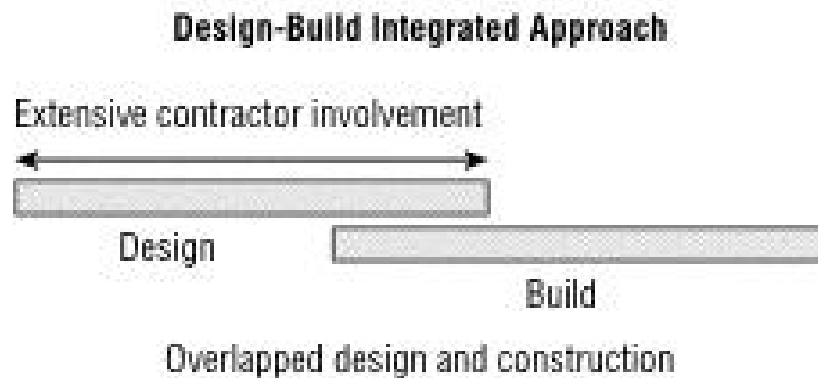 Design-Build Integrated Approach
Extensive contractor involvement
Design
Build
Overlapped design and construction